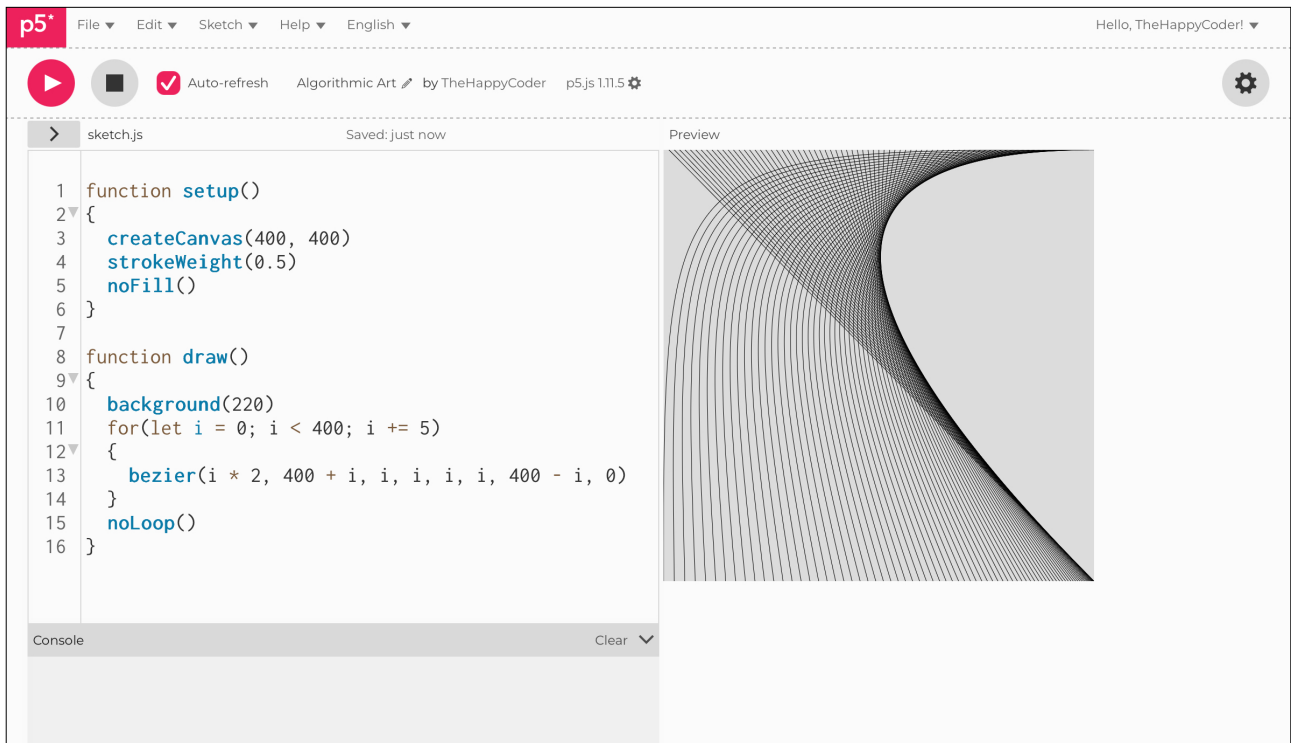 p5* File Edit Sketch Help English Hello, TheHappyCoder!
Auto-refresh Algorithmic Art by TheHappyCoder p5.js 1.11.5
> sketch.js Saved: just now Preview
1 function setup()
2 {
3   createCanvas(400, 400)
4   strokeWeight(0.5)
5   noFill()
6 }
7
8 function draw()
9 {
10   background(220)
11   for(let i = 0; i < 400; i += 5)
12   {
13     bezier(i * 2, 400 + i, i, i, i, i, 400 - i, 0)
14   }
15   noLoop()
16 }
Console Clear